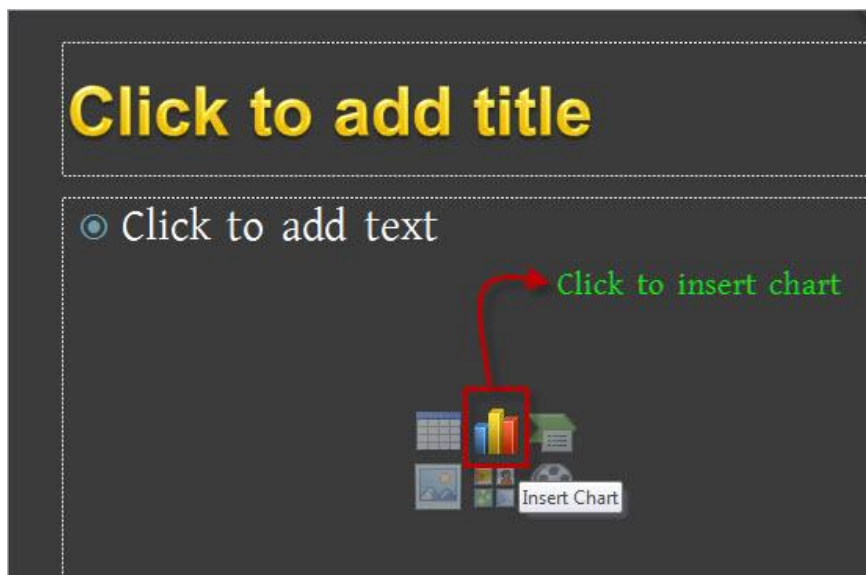 Click to add title
Click to add text
Click to insert chart
Insert Chart